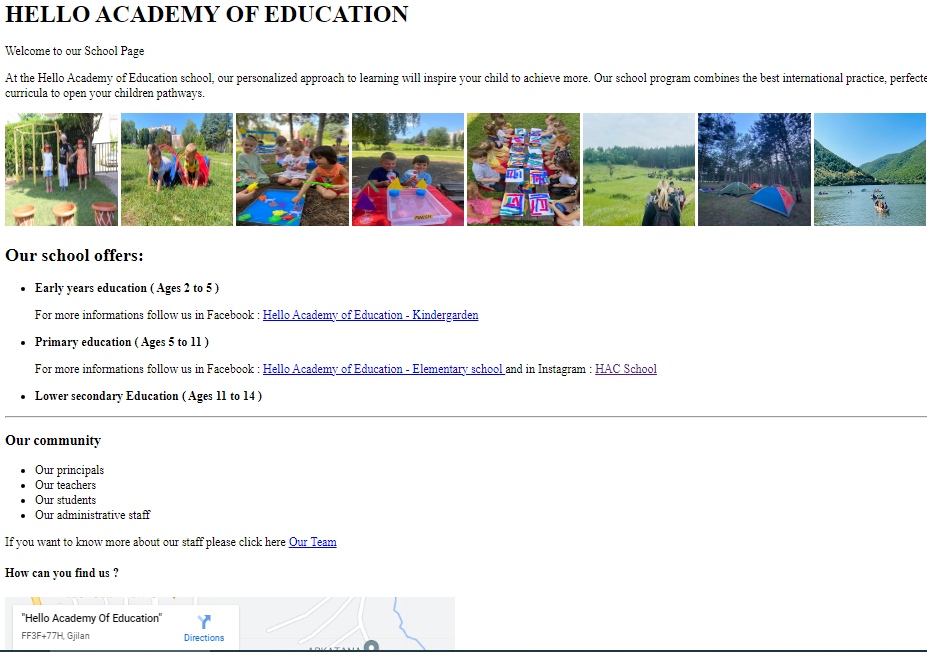 HELLO ACADEMY OF EDUCATION
Welcome to our School Page
At the Hello Academy of Education school, our personalized approach to learning will inspire your child to achieve more. Our school program combines the best international practice, perfecte
curricula to open your children pathways.
FINISH
Our school offers:
Early years education ( Ages 2 to 5 )
For more informations follow us in Facebook : Hello Academy of Education - Kindergarden
Primary education ( Ages 5 to 11 )
For more informations follow us in Facebook : Hello Academy of Education - Elementary school and in Instagram : HAC School
Lower secondary Education ( Ages 11 to 14 )
Our community
Our principals
Our teachers
Our students
Our administrative staff
If you want to know more about our staff please click here Our Team
How can you find us ?
"Hello Academy Of Education"
FF3F+77H, Gjilan
Directions
ARKATANA